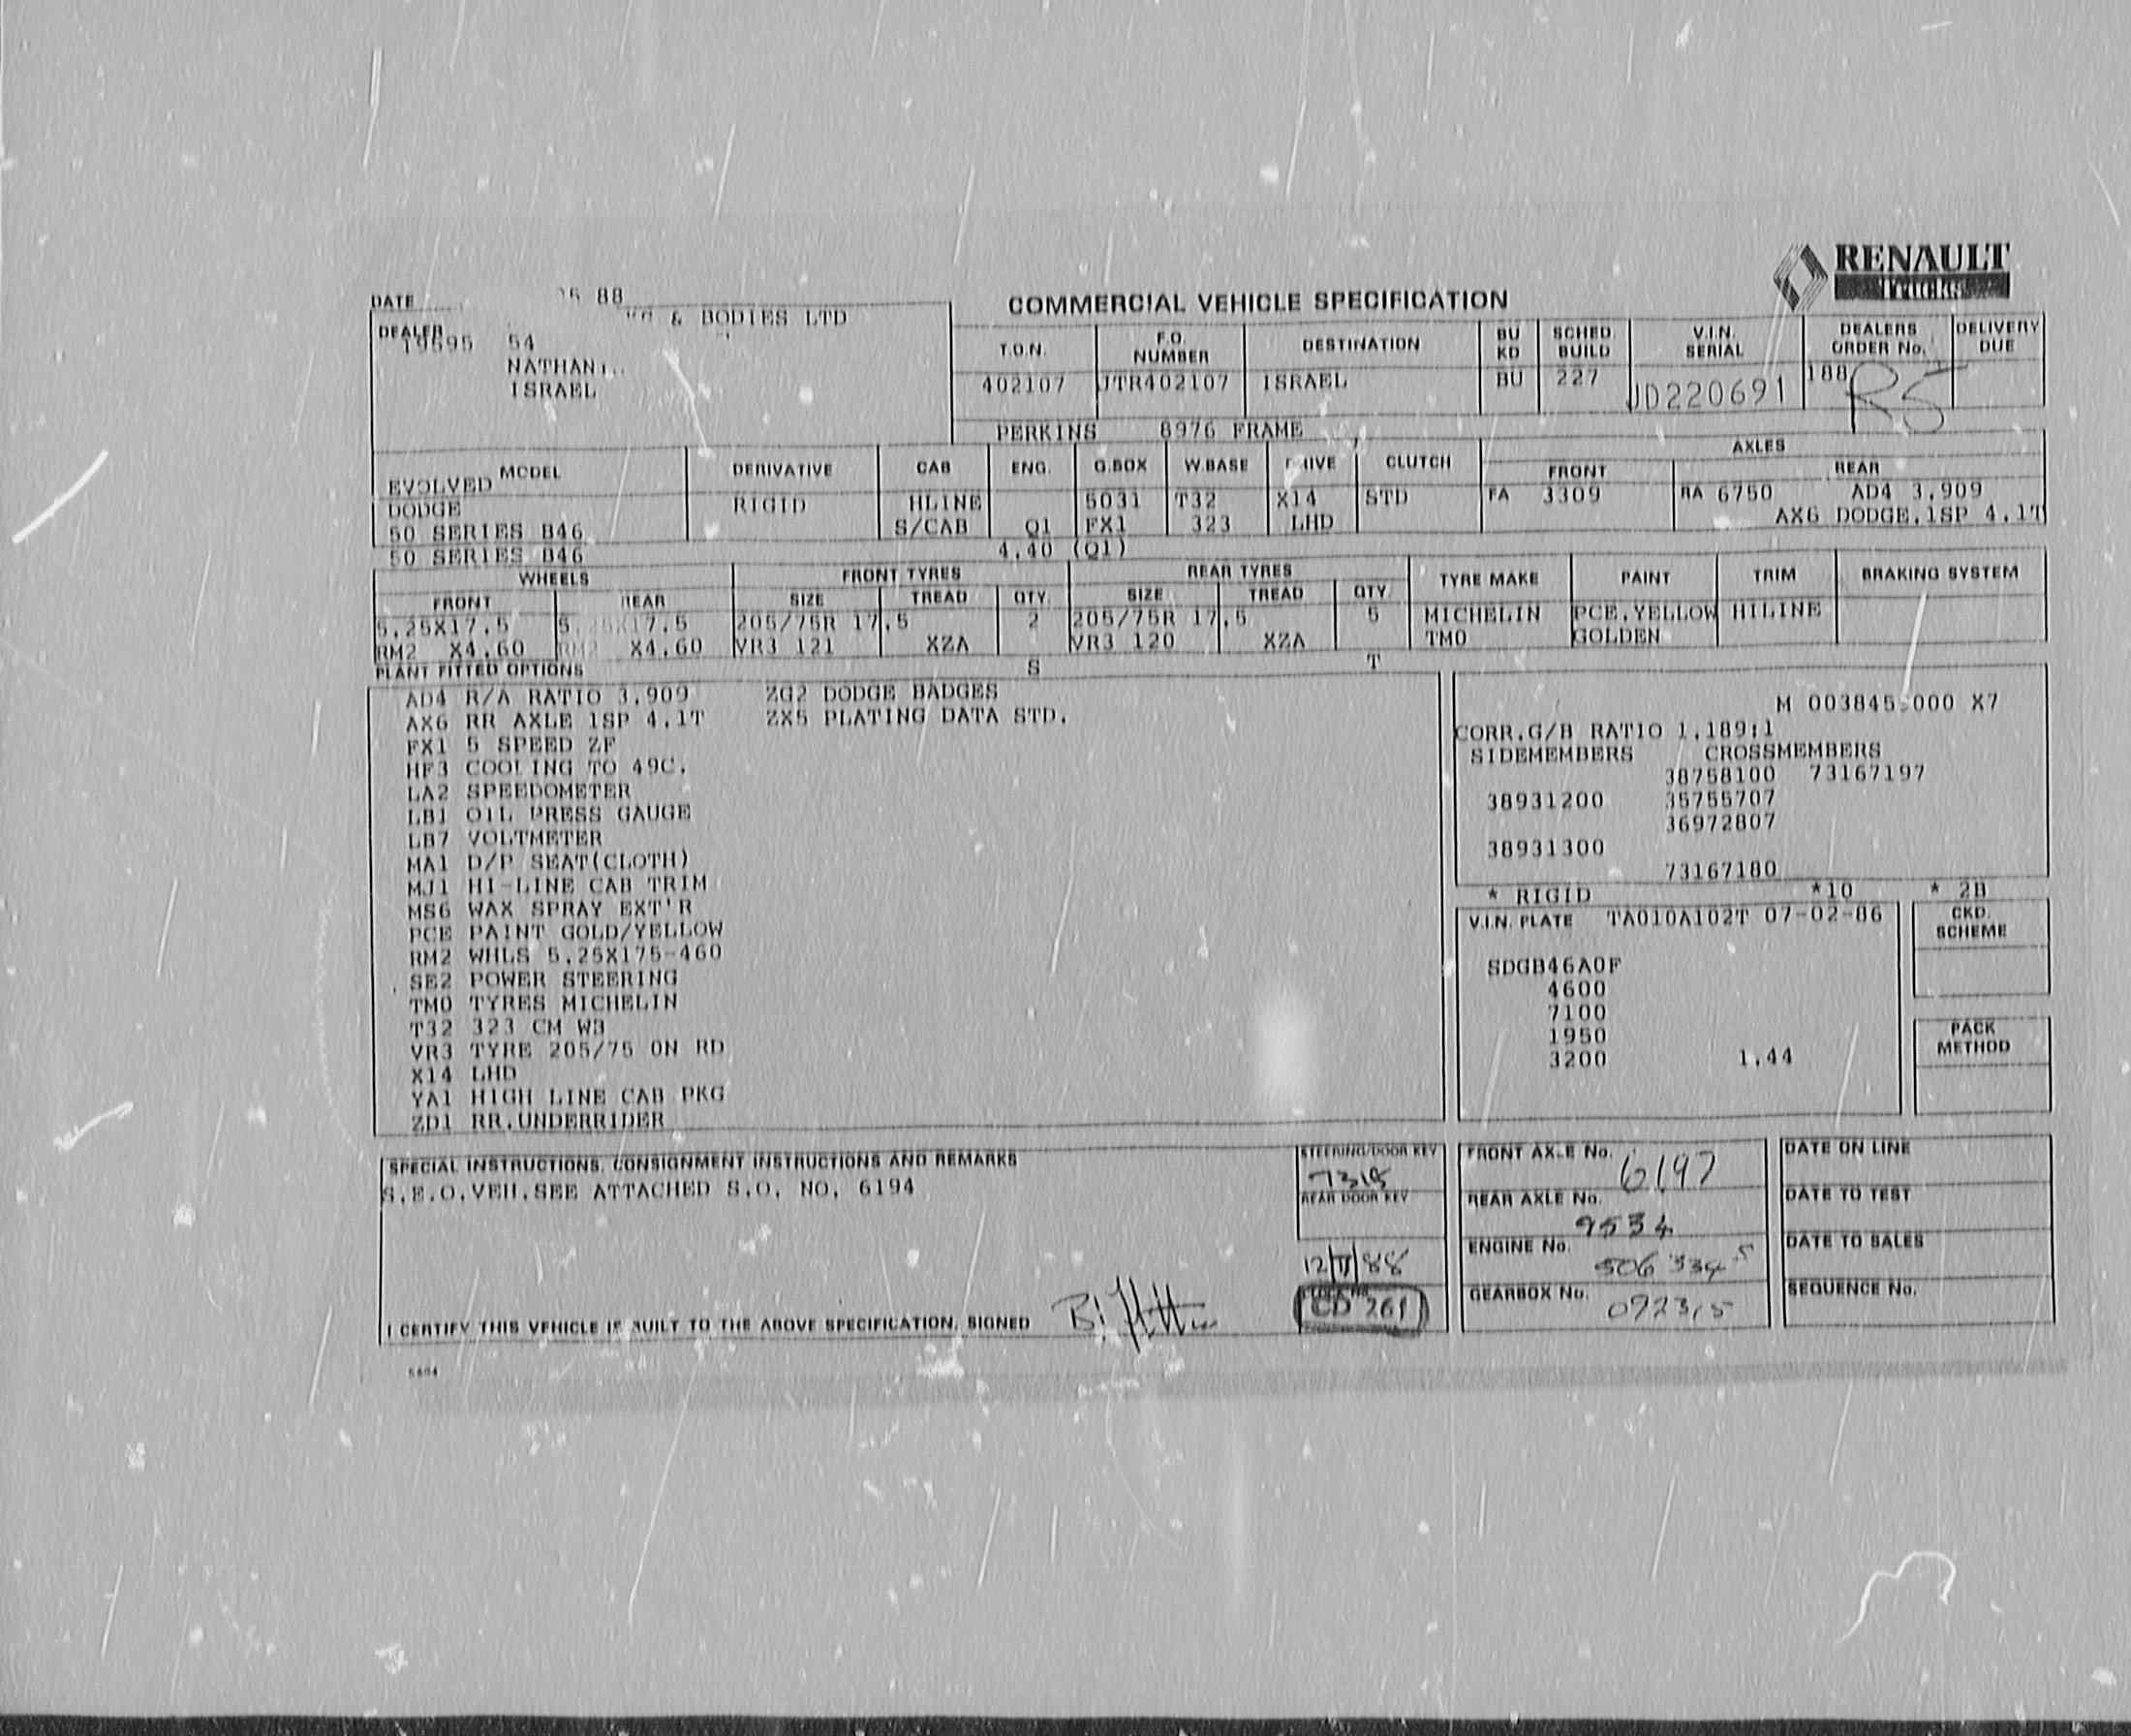 RENAULT
Trucks
DATE 88
COMMERCIAL VEHICLE SPECIFICATION
DEALER & BODIES LTD
19595 54
NATHAN
ISRAEL
T.O.N. F.O. NUMBER DESTINATION BU KD SCHED. BUILD V.I.N. SERIAL DEALERS ORDER No. DELIVERY DUE
402107 JTR402107 ISRAEL BU 227 JD220691 188 R5
PERKINS 8976 FRAME
MODEL DERIVATIVE CAB ENG. G.BOX W.BASE DRIVE CLUTCH AXLES
FRONT REAR
EVOLVED
DODGE RIGID HLINE 5031 T32 X14 STD FA 3309 RA 6750 AD4 3.909
50 SERIES B46 S/CAB Q1 FX1 323 LHD AX6 DODGE.1SP 4.1T
50 SERIES B46 4.40 (Q1)
WHEELS FRONT TYRES REAR TYRES TYRE MAKE PAINT TRIM BRAKING SYSTEM
FRONT REAR SIZE TREAD QTY. SIZE TREAD QTY
5.25X17.5 5.25X17.5 205/75R 17.5 2 205/75R 17.5 5 MICHELIN PCE.YELLOW HILINE
RM2 X4.60 RM2 X4.60 VR3 121 XZA VR3 120 XZA TMO GOLDEN
S T
PLANT FITTED OPTIONS
AD4 R/A RATIO 3.909 ZG2 DODGE BADGES
AX6 RR AXLE 1SP 4.1T ZX5 PLATING DATA STD.
FX1 5 SPEED ZF
HF3 COOLING TO 49C.
LA2 SPEEDOMETER
LB1 OIL PRESS GAUGE
LB7 VOLTMETER
MA1 D/P SEAT(CLOTH)
MJ1 HI-LINE CAB TRIM
MS6 WAX SPRAY EXT'R
PCE PAINT GOLD/YELLOW
RM2 WHLS 5.25X175-460
SE2 POWER STEERING
TMO TYRES MICHELIN
T32 323 CM WB
VR3 TYRE 205/75 ON RD
X14 LHD
YA1 HIGH LINE CAB PKG
ZD1 RR.UNDERRIDER
M 003845.000 X7
CORR.G/B RATIO 1.189:1
SIDEMEMBERS CROSSMEMBERS
38758100 73167197
38931200 35755707
36972807
38931300
73167180
* RIGID *10 * 2B
V.I.N. PLATE TA010A102T 07-02-86
CKD. SCHEME
SDGB46A0F
4600
7100
1950
3200 1.44
PACK METHOD
SPECIAL INSTRUCTIONS, CONSIGNMENT INSTRUCTIONS AND REMARKS
S.E.O.VEH.SEE ATTACHED S.O. NO. 6194
STEERING/DOOR KEY
7318
REAR DOOR KEY
88
CD 261
FRONT AXLE No. 6197
REAR AXLE No. 9534
ENGINE No. 506334 5
GEARBOX No. 072315
DATE ON LINE
DATE TO TEST
DATE TO SALES
SEQUENCE No.
I CERTIFY THIS VEHICLE IS BUILT TO THE ABOVE SPECIFICATION, SIGNED